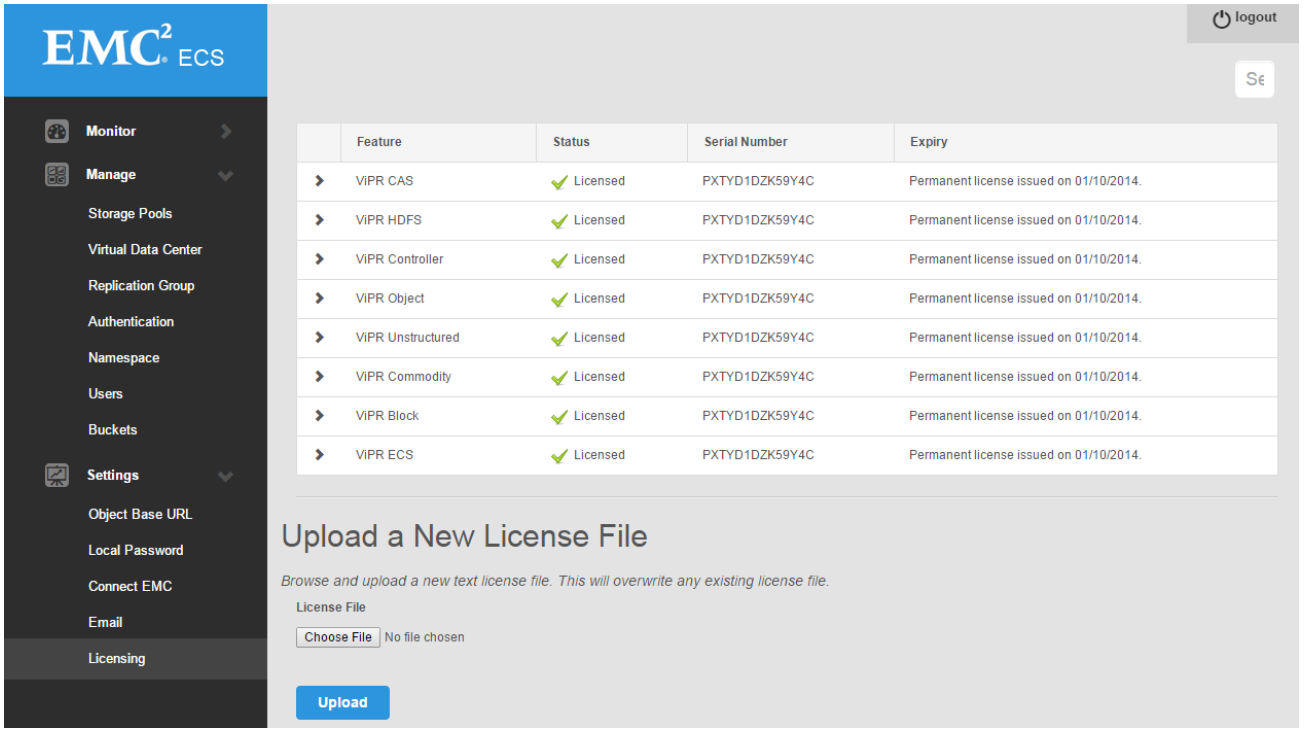 EMC² ECS
logout
Se
Monitor
Manage
Storage Pools
Virtual Data Center
Replication Group
Authentication
Namespace
Users
Buckets
Settings
Object Base URL
Local Password
Connect EMC
Email
Licensing
Feature Status Serial Number Expiry
ViPR CAS Licensed PXTYD1DZK59Y4C Permanent license issued on 01/10/2014.
ViPR HDFS Licensed PXTYD1DZK59Y4C Permanent license issued on 01/10/2014.
ViPR Controller Licensed PXTYD1DZK59Y4C Permanent license issued on 01/10/2014.
ViPR Object Licensed PXTYD1DZK59Y4C Permanent license issued on 01/10/2014.
ViPR Unstructured Licensed PXTYD1DZK59Y4C Permanent license issued on 01/10/2014.
ViPR Commodity Licensed PXTYD1DZK59Y4C Permanent license issued on 01/10/2014.
ViPR Block Licensed PXTYD1DZK59Y4C Permanent license issued on 01/10/2014.
ViPR ECS Licensed PXTYD1DZK59Y4C Permanent license issued on 01/10/2014.
Upload a New License File
Browse and upload a new text license file. This will overwrite any existing license file.
License File
Choose File No file chosen
Upload